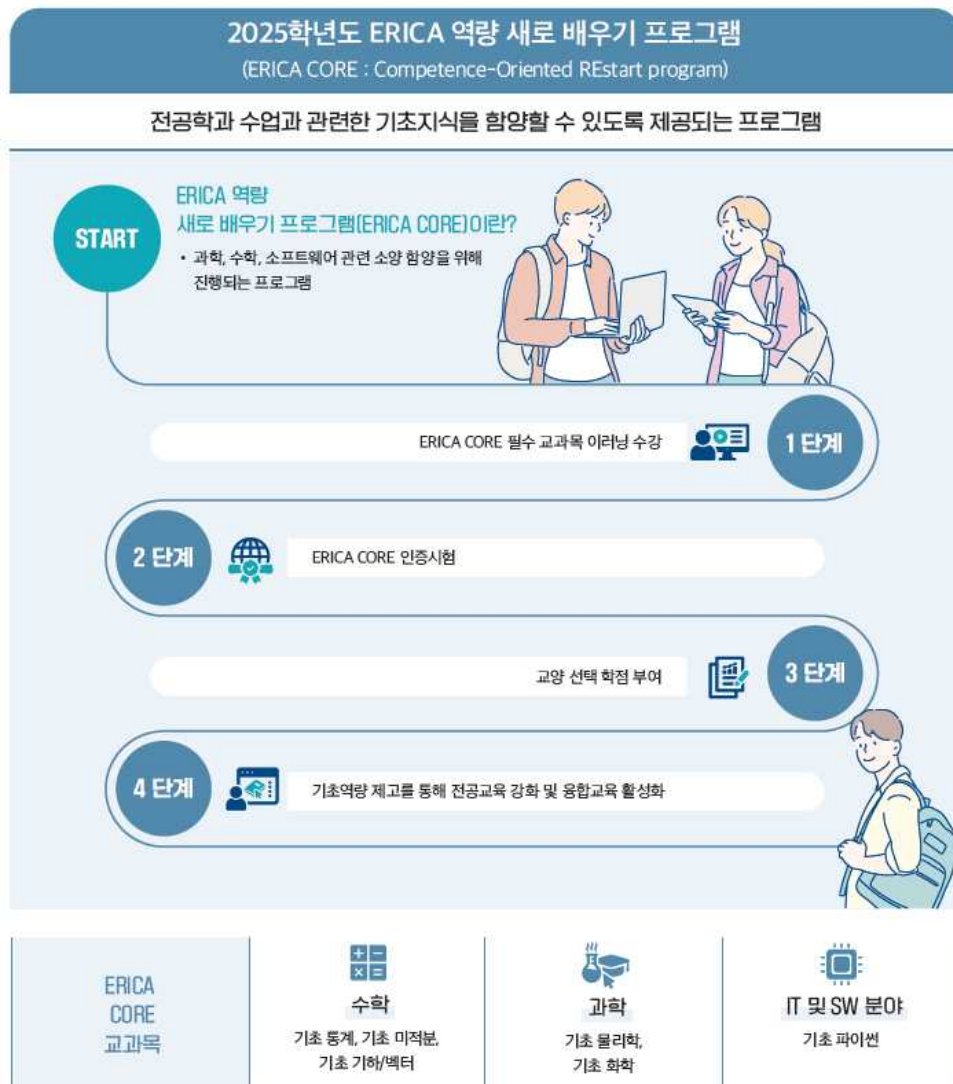 2025학년도 ERICA 역량 새로 배우기 프로그램
(ERICA CORE : Competence-Oriented REstart program)
전공학과 수업과 관련한 기초지식을 함양할 수 있도록 제공되는 프로그램
START
ERICA 역량
새로 배우기 프로그램(ERICA CORE)이란?
• 과학, 수학, 소프트웨어 관련 소양 함양을 위해
진행되는 프로그램
ERICA CORE 필수 교과목 이러닝 수강
1 단계
2 단계
ERICA CORE 인증시험
교양 선택 학점 부여
3 단계
4 단계
기초역량 제고를 통해 전공교육 강화 및 융합교육 활성화
ERICA
CORE
교과목
수학
기초 통계, 기초 미적분,
기초 기하/벡터
과학
기초 물리학,
기초 화학
IT 및 SW 분야
기초 파이썬